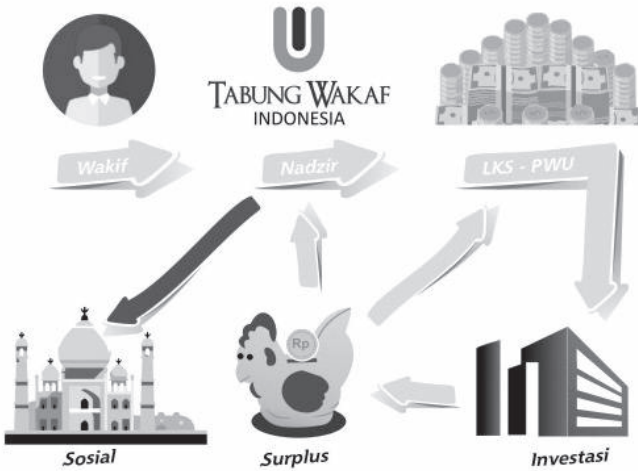 TABUNG WAKAF
INDONESIA
Wakif
Nadzir
LKS - PWU
Rp
Sosial
Surplus
Investasi